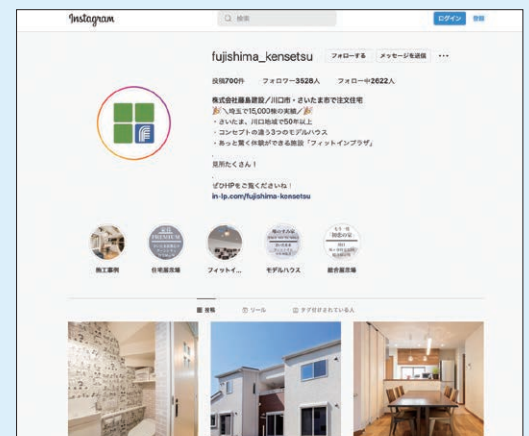 Instagram
検索
ログイン
登録
fujishima_kensetsu
フォローする
メッセージを送信
投稿700件
フォロワー3528人
フォロー中2622人
株式会社藤島建設／川口市・さいたま市で注文住宅
＼埼玉で15,000棟の実績／
・さいたま、川口地域で50年以上
・コンセプトの違う3つのモデルハウス
・あっと驚く体験ができる施設「フィットインプラザ」
.
見所たくさん！
.
ぜひHPをご覧くださいね！
in-lp.com/fujishima-kensetsu
PREMIUM
施工事例
住宅展示場
フィットイ...
モデルハウス
総合展示場
投稿
リール
タグ付けされている人